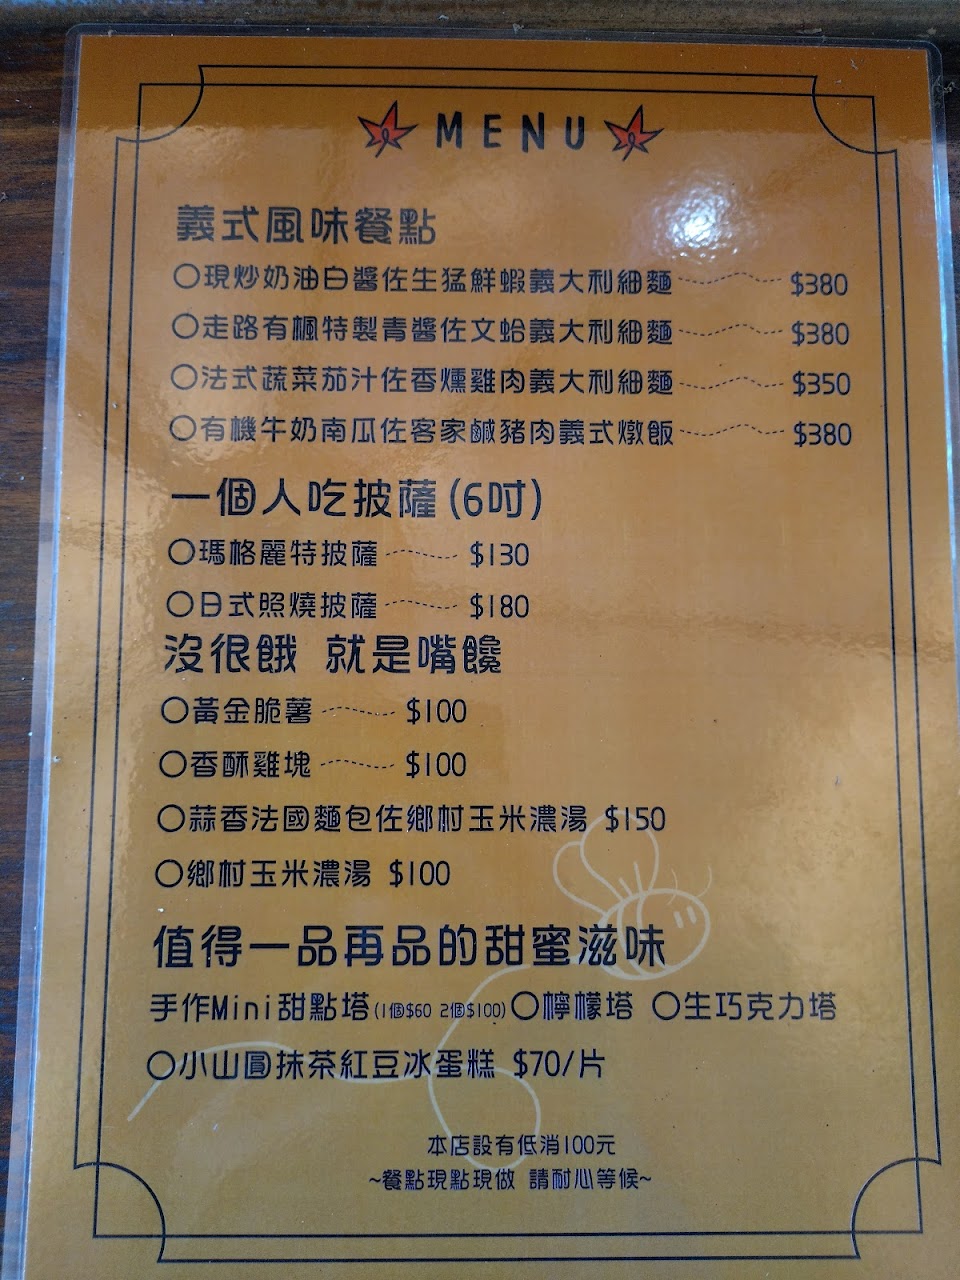 MENU
義式風味餐點
○現炒奶油白醬佐生猛鮮蝦義大利細麵 $380
○走路有楓特製青醬佐文蛤義大利細麵 $380
○法式蔬菜茄汁佐香燻雞肉義大利細麵 $350
○有機牛奶南瓜佐客家鹹豬肉義式燉飯 $380
一個人吃披薩(6吋)
○瑪格麗特披薩 $130
○日式照燒披薩 $180
沒很餓 就是嘴饞
○黃金脆薯 $100
○香酥雞塊 $100
○蒜香法國麵包佐鄉村玉米濃湯 $150
○鄉村玉米濃湯 $100
值得一品再品的甜蜜滋味
手作Mini甜點塔(1個$60 2個$100)○檸檬塔 ○生巧克力塔
○小山圓抹茶紅豆冰蛋糕 $70/片
本店設有低消100元
~餐點現點現做 請耐心等候~